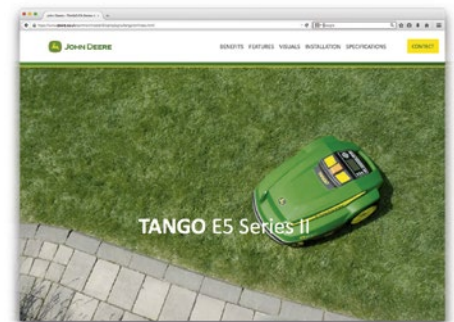 JOHN DEERE
BENEFITS FEATURES VISUALS INSTALLATION SPECIFICATIONS
CONTACT
TANGO E5 Series II